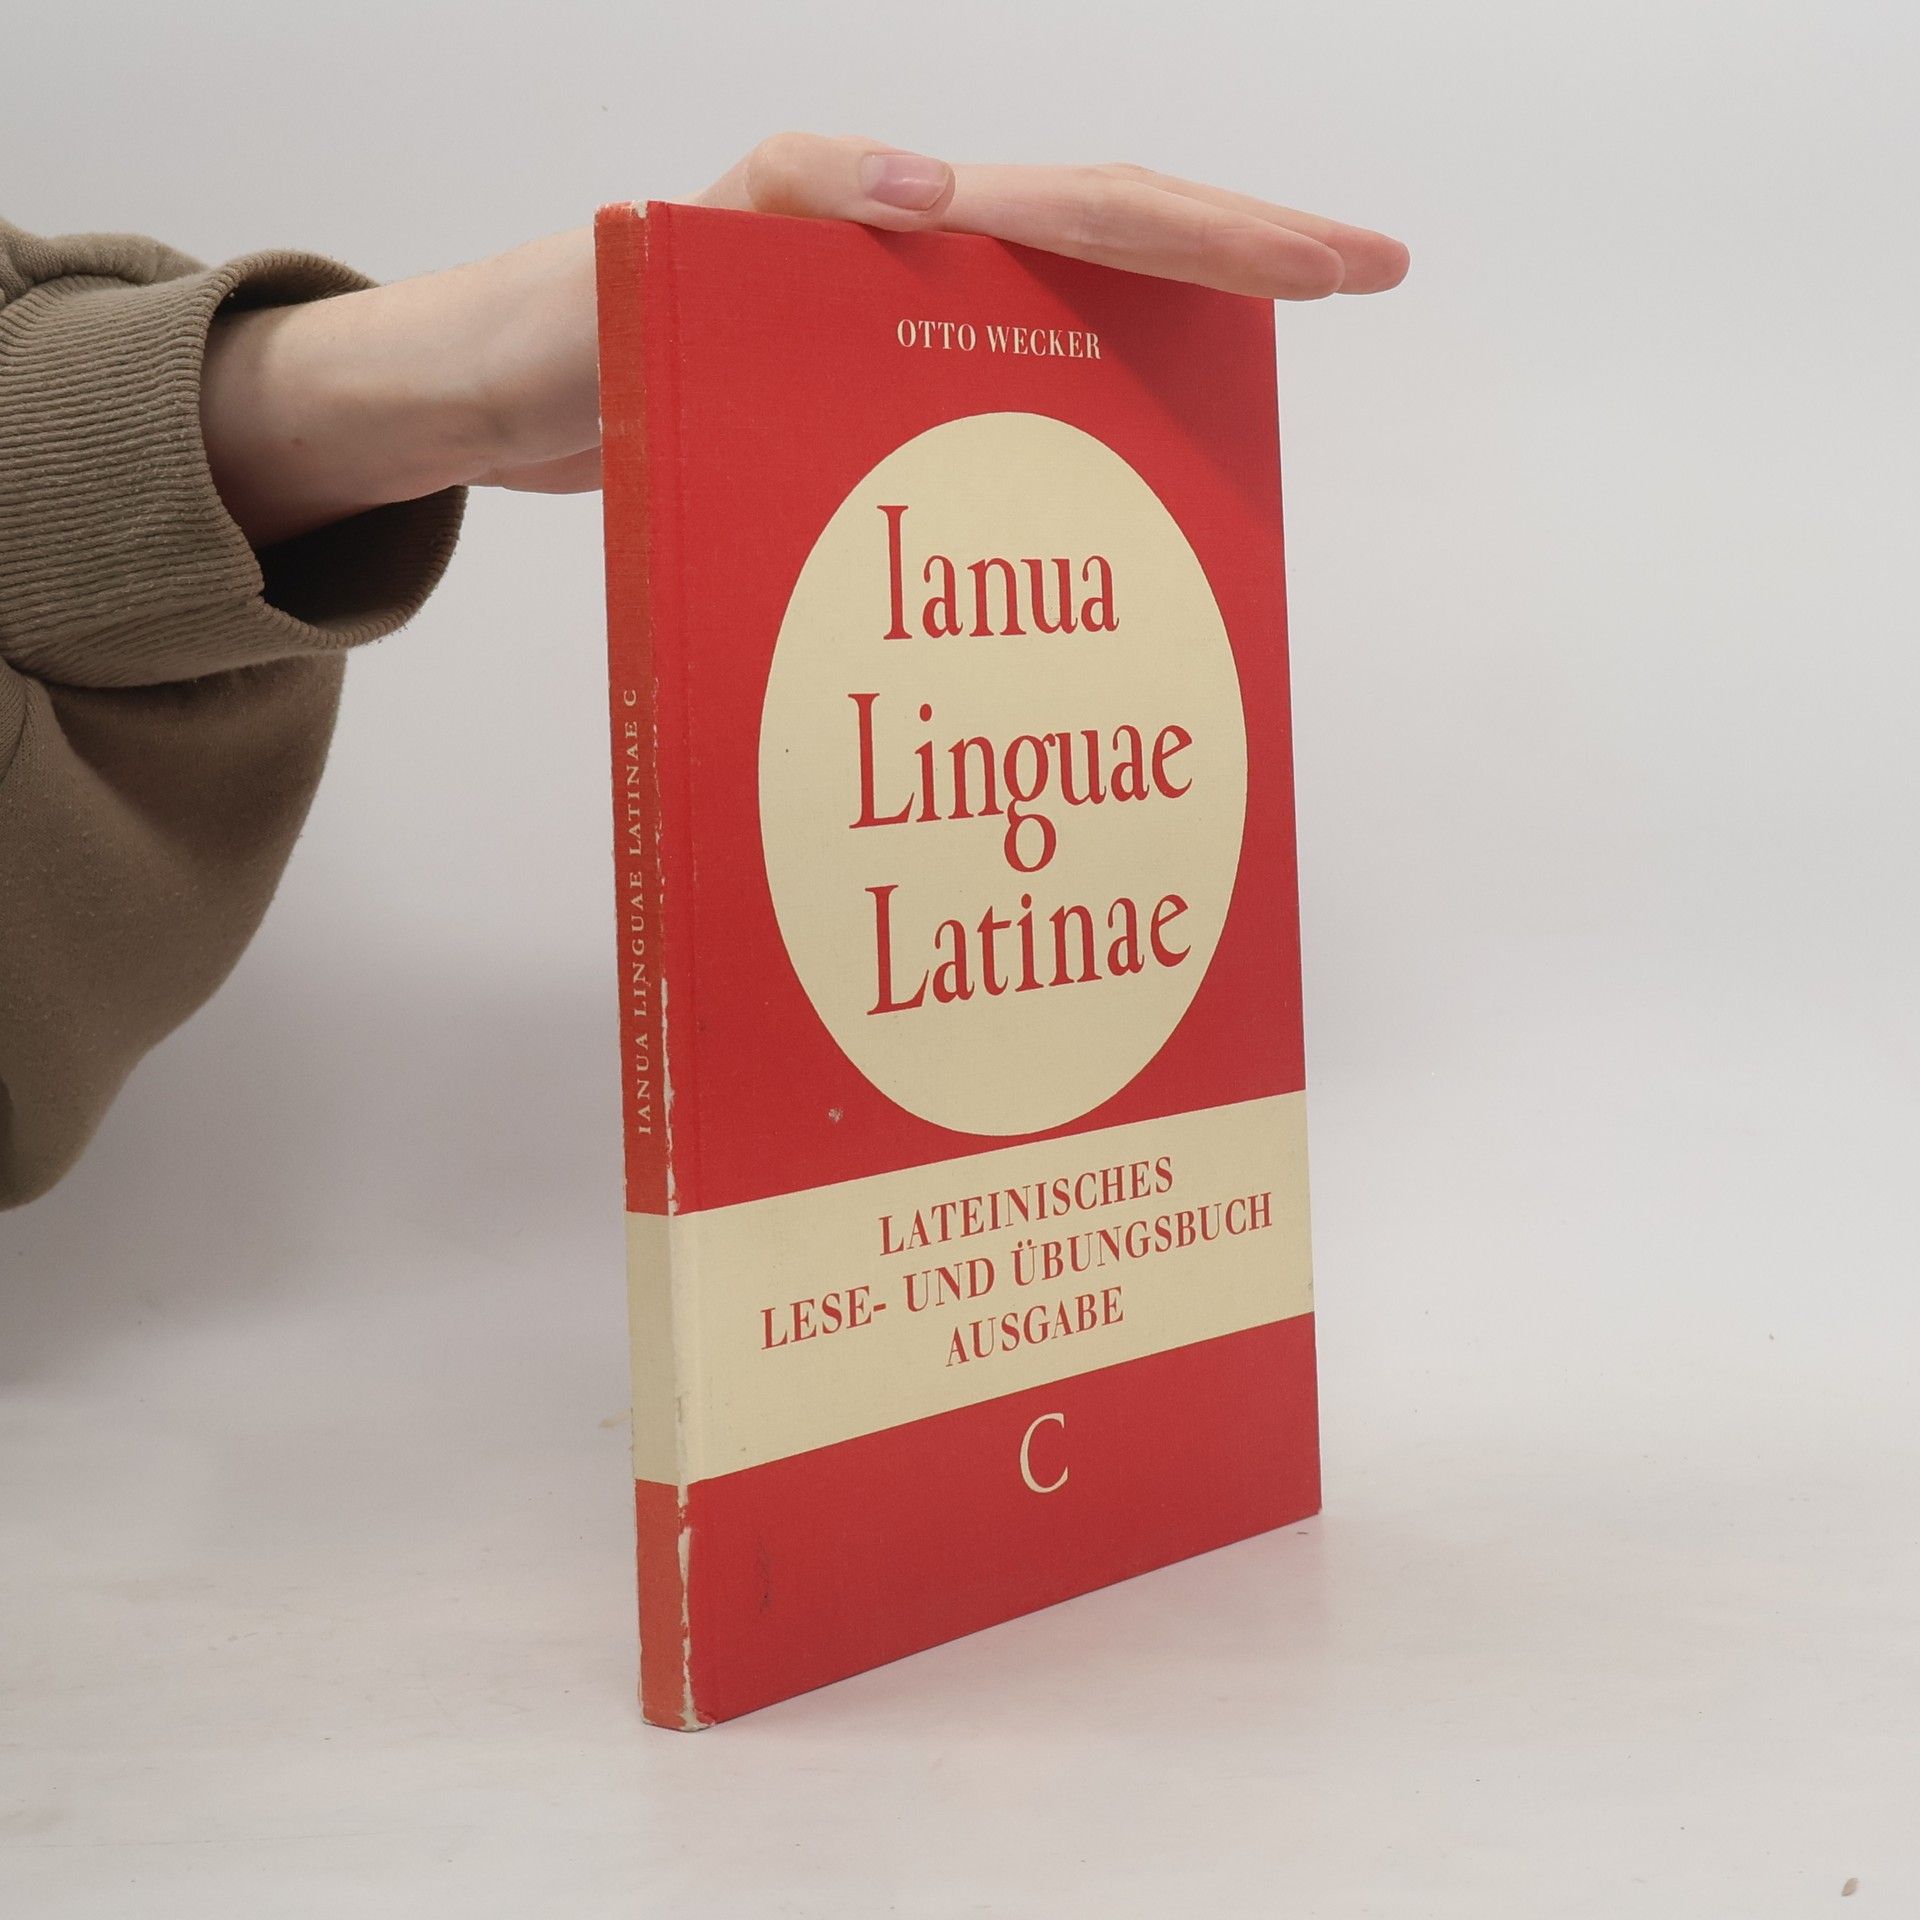 OTTO WECKER
Ianua
Linguae
Latinae
LATEINISCHES
LESE- UND ÜBUNGSBUCH
AUSGABE
C
IANUA LINGUAE LATINAE C